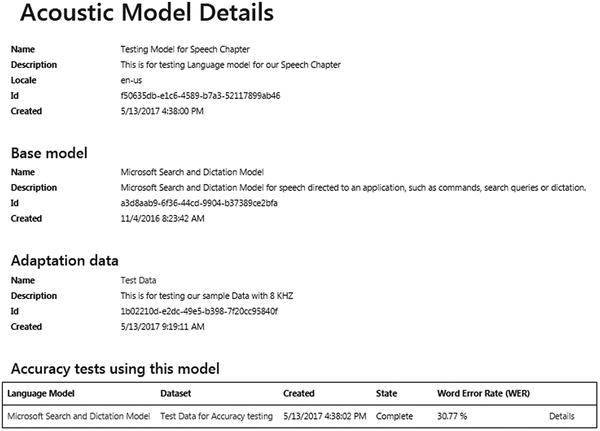 Acoustic Model Details
Name Testing Model for Speech Chapter
Description This is for testing Language model for our Speech Chapter
Locale en-us
Id f50635db-e1c6-4589-b7a3-52117899ab46
Created 5/13/2017 4:38:00 PM
Base model
Name Microsoft Search and Dictation Model
Description Microsoft Search and Dictation Model for speech directed to an application, such as commands, search queries or dictation.
Id a3d8aab9-6f36-44cd-9904-b37389ce2bfa
Created 11/4/2016 8:23:42 AM
Adaptation data
Name Test Data
Description This is for testing our sample Data with 8 KHZ
Id 1b02210d-e2dc-49e5-b398-7f20cc95840f
Created 5/13/2017 9:19:11 AM
Accuracy tests using this model
Language Model Dataset Created State Word Error Rate (WER)
Microsoft Search and Dictation Model Test Data for Accuracy testing 5/13/2017 4:38:02 PM Complete 30.77 % Details